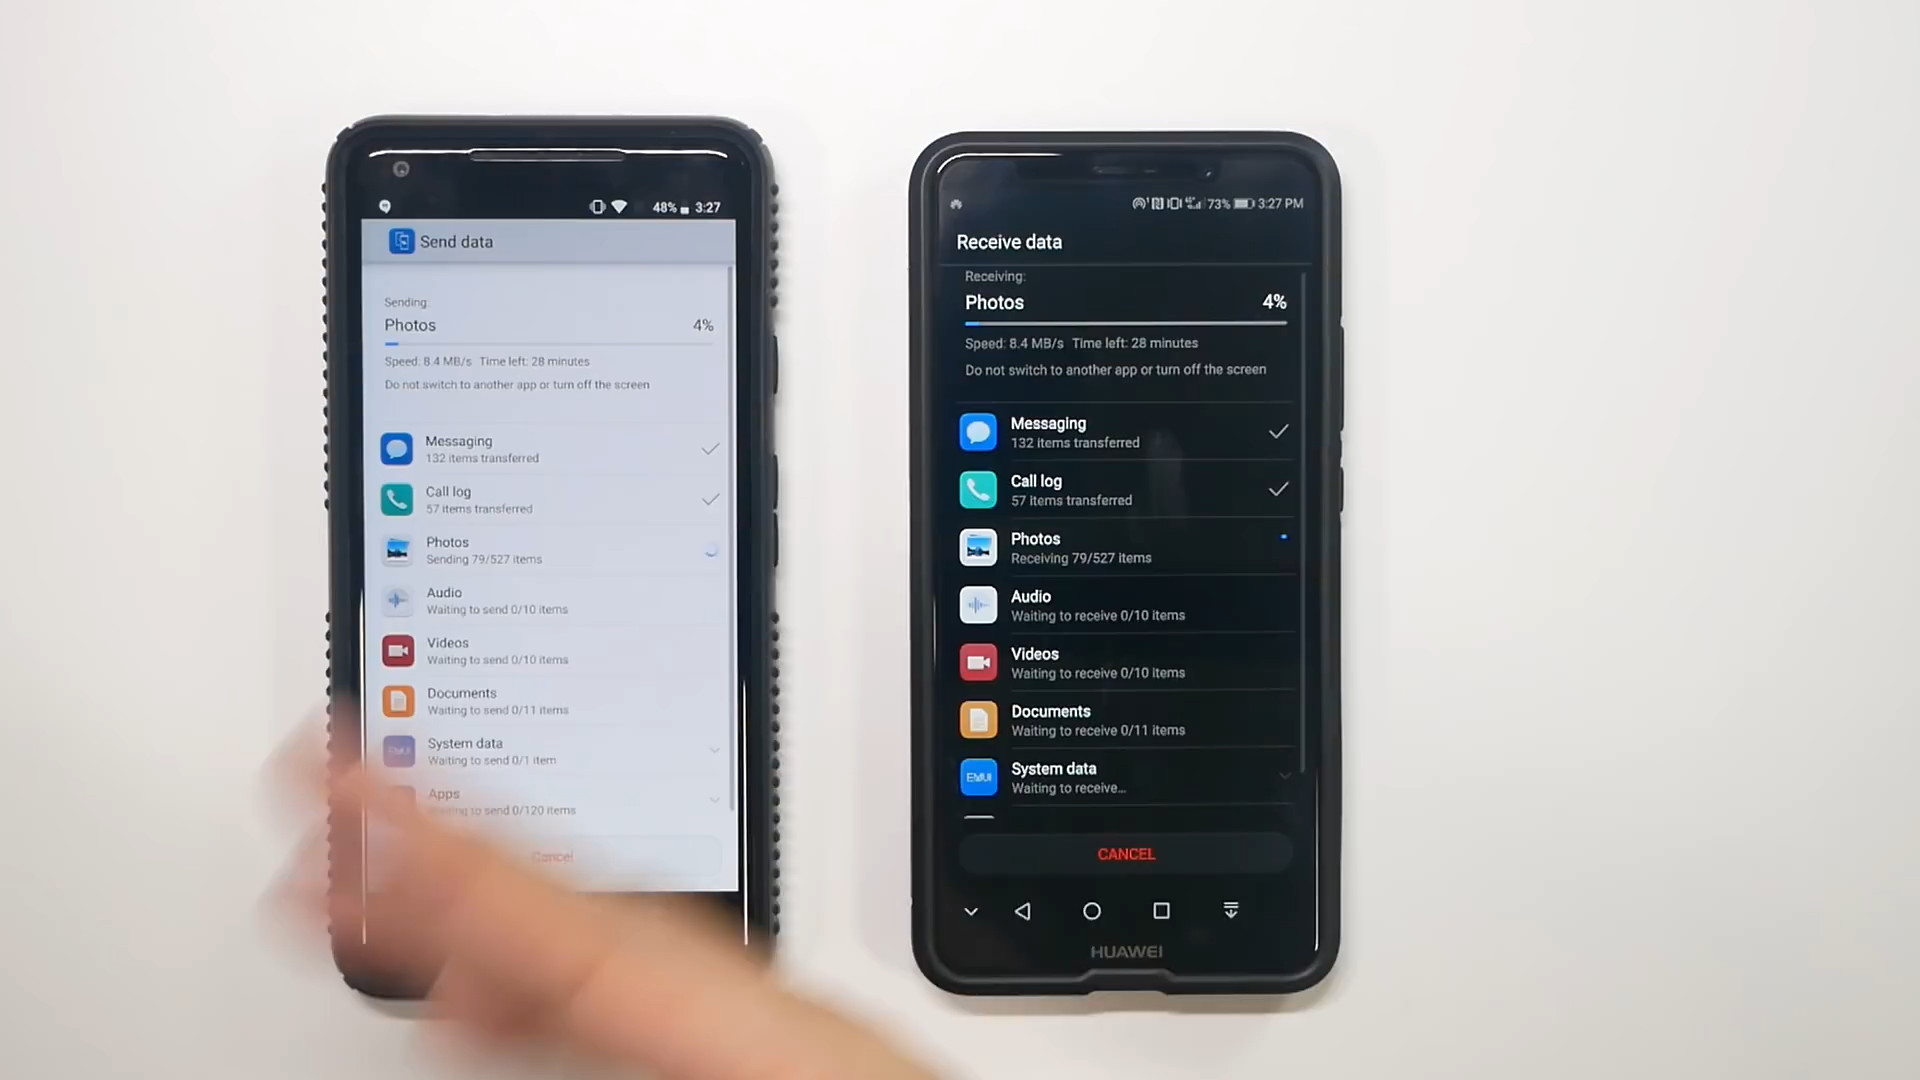 48% 3:27
Send data
Sending:
Photos
4%
Speed: 8.4 MB/s Time left: 28 minutes
Do not switch to another app or turn off the screen
Messaging
132 items transferred
Call log
57 items transferred
Photos
Sending 79/527 items
Audio
Waiting to send 0/10 items
Videos
Waiting to send 0/10 items
Documents
Waiting to send 0/11 items
EMUI
System data
Waiting to send 0/1 item
Apps
Waiting to send 0/120 items
Cancel
73% 3:27 PM
Receive data
Receiving:
Photos
4%
Speed: 8.4 MB/s Time left: 28 minutes
Do not switch to another app or turn off the screen
Messaging
132 items transferred
Call log
57 items transferred
Photos
Receiving 79/527 items
Audio
Waiting to receive 0/10 items
Videos
Waiting to receive 0/10 items
Documents
Waiting to receive 0/11 items
EMUI
System data
Waiting to receive...
CANCEL
HUAWEI